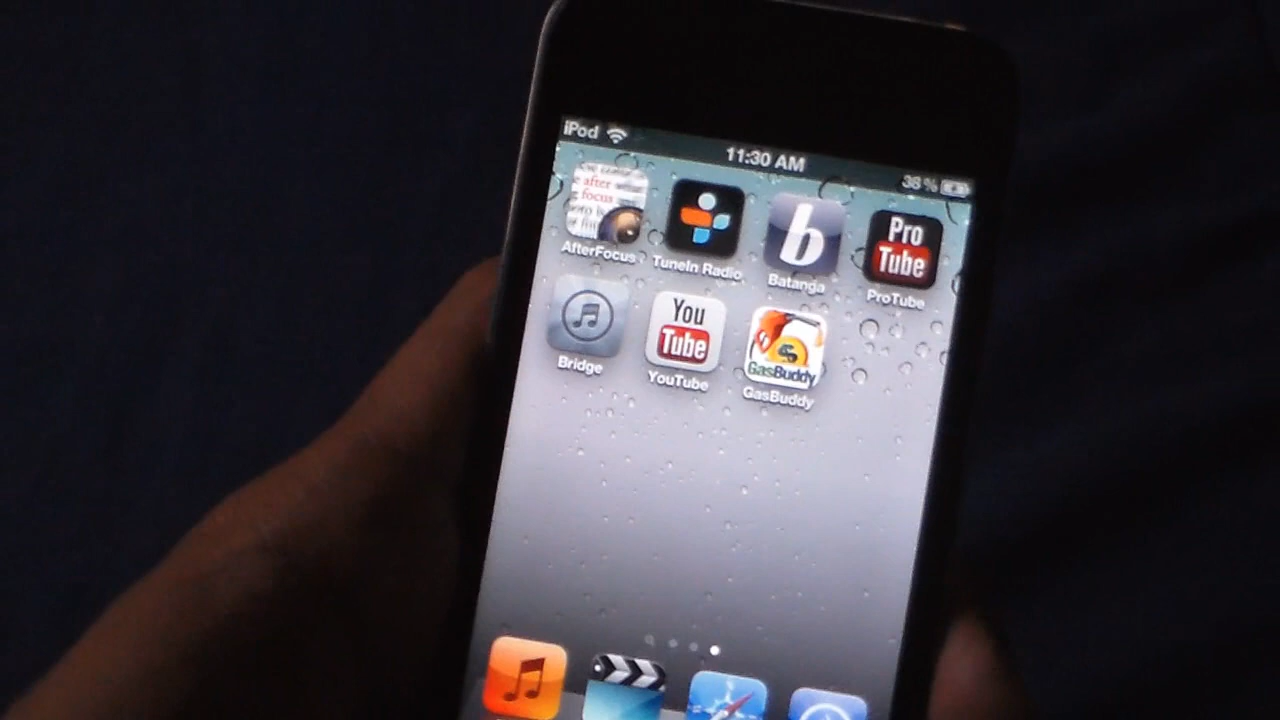 iPod
11:30 AM
38%
after
focus
AfterFocus
TuneIn Radio
b
Batanga
Pro
Tube
ProTube
Bridge
You
Tube
YouTube
GasBuddy
GasBuddy